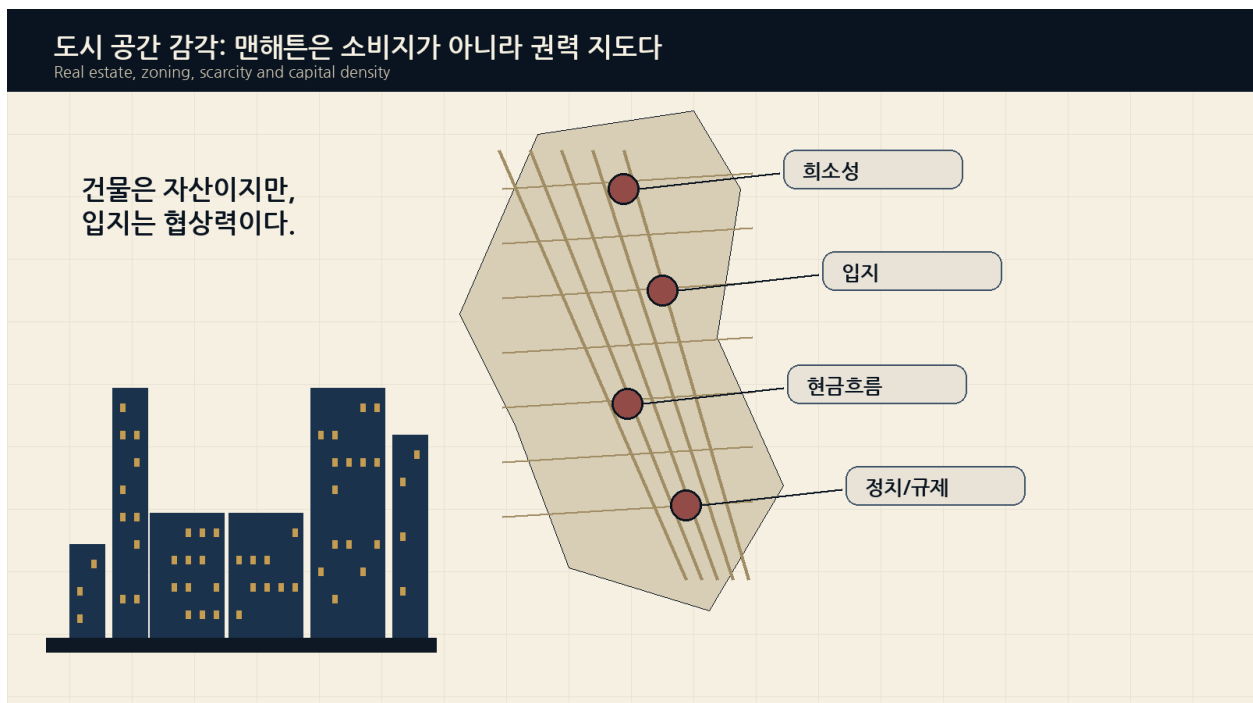 도시 공간 감각: 맨해튼은 소비지가 아니라 권력 지도다
Real estate, zoning, scarcity and capital density
건물은 자산이지만,
입지는 협상력이다.
희소성
입지
현금흐름
정치/규제